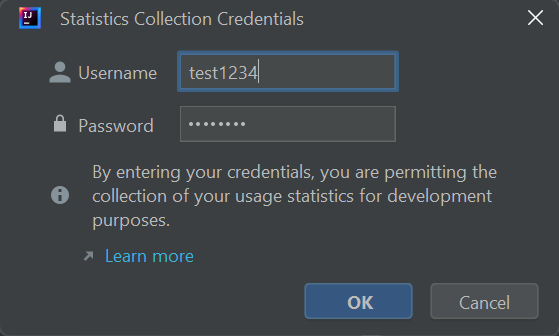 IJ
Statistics Collection Credentials
Username
test1234
Password
••••••••
By entering your credentials, you are permitting the
collection of your usage statistics for development
purposes.
Learn more
OK
Cancel